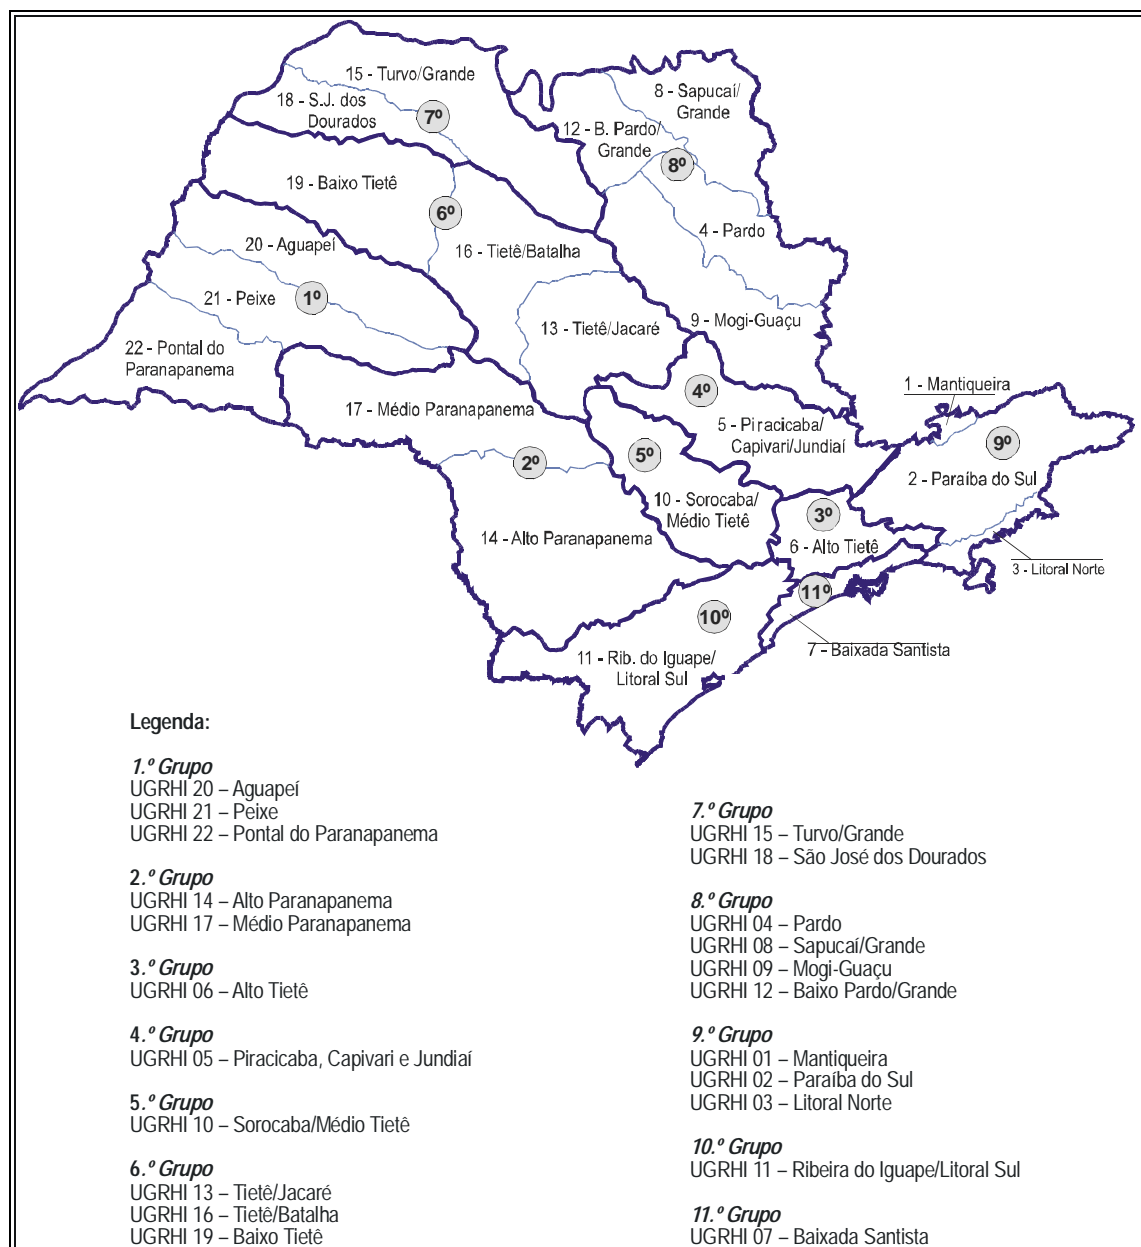 15 - Turvo/Grande
18 - S.J. dos
Dourados
7º
8 - Sapucaí/
Grande
12 - B. Pardo/
Grande
8º
19 - Baixo Tietê
6º
4 - Pardo
20 - Aguapeí
16 - Tietê/Batalha
21 - Peixe
1º
13 - Tietê/Jacaré
9 - Mogi-Guaçu
22 - Pontal do
Paranapanema
17 - Médio Paranapanema
4º
5 - Piracicaba/
Capivari/Jundiaí
1 - Mantiqueira
9º
2 - Paraíba do Sul
2º
5º
10 - Sorocaba/
Médio Tietê
3º
6 - Alto Tietê
14 - Alto Paranapanema
3 - Litoral Norte
11º
10º
7 - Baixada Santista
11 - Rib. do Iguape/
Litoral Sul
Legenda:
1.º Grupo
UGRHI 20 – Aguapeí
UGRHI 21 – Peixe
UGRHI 22 – Pontal do Paranapanema
2.º Grupo
UGRHI 14 – Alto Paranapanema
UGRHI 17 – Médio Paranapanema
3.º Grupo
UGRHI 06 – Alto Tietê
4.º Grupo
UGRHI 05 – Piracicaba, Capivari e Jundiaí
5.º Grupo
UGRHI 10 – Sorocaba/Médio Tietê
6.º Grupo
UGRHI 13 – Tietê/Jacaré
UGRHI 16 – Tietê/Batalha
UGRHI 19 – Baixo Tietê
7.º Grupo
UGRHI 15 – Turvo/Grande
UGRHI 18 – São José dos Dourados
8.º Grupo
UGRHI 04 – Pardo
UGRHI 08 – Sapucaí/Grande
UGRHI 09 – Mogi-Guaçu
UGRHI 12 – Baixo Pardo/Grande
9.º Grupo
UGRHI 01 – Mantiqueira
UGRHI 02 – Paraíba do Sul
UGRHI 03 – Litoral Norte
10.º Grupo
UGRHI 11 – Ribeira do Iguape/Litoral Sul
11.º Grupo
UGRHI 07 – Baixada Santista